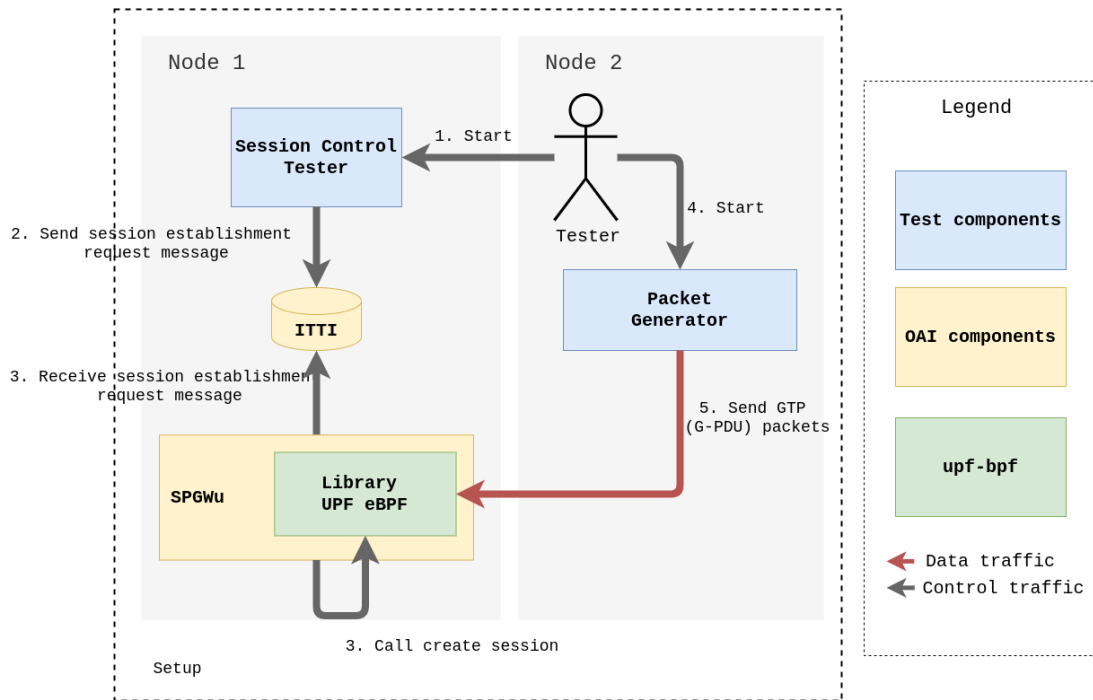 Node 1
Node 2
Legend
Session Control
Tester
1. Start
4. Start
Tester
2. Send session establishment
request message
ITTI
Packet
Generator
3. Receive session establishmen
request message
5. Send GTP
(G-PDU) packets
SPGWu
Library
UPF eBPF
3. Call create session
Setup
Test components
OAI components
upf-bpf
Data traffic
Control traffic